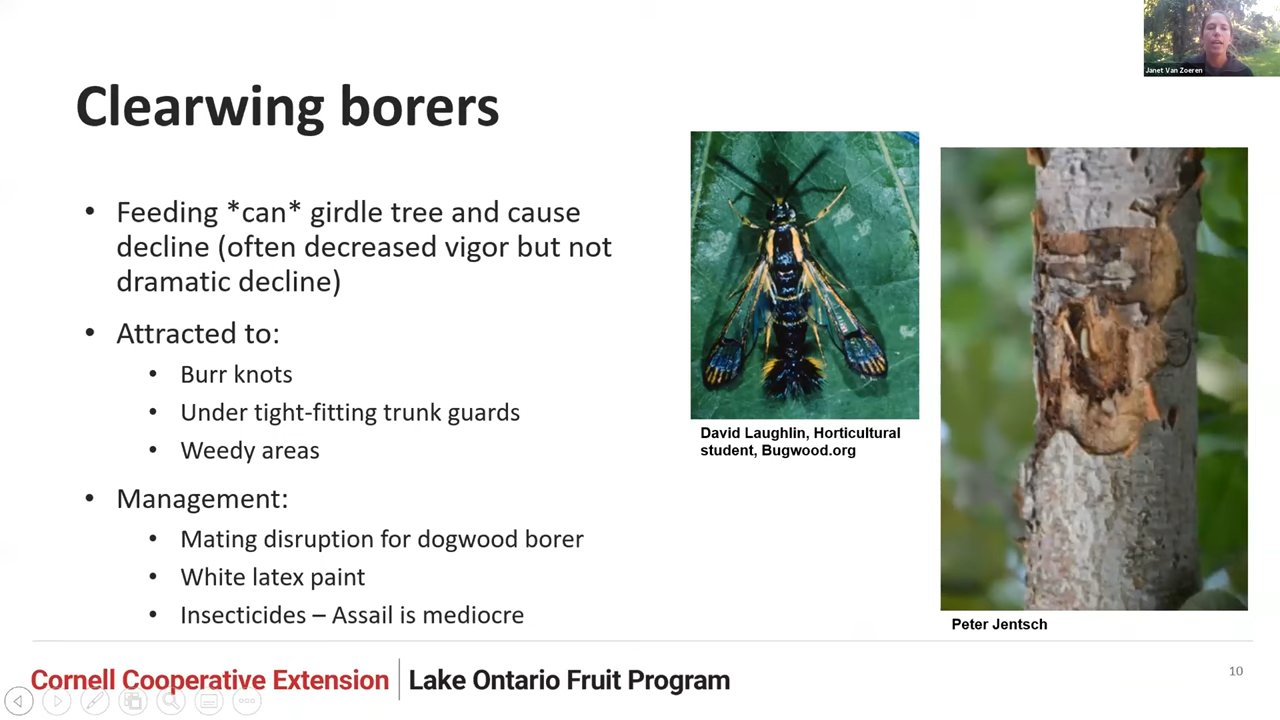 Janet Van Zoeren
Clearwing borers
• Feeding *can* girdle tree and cause
decline (often decreased vigor but not
dramatic decline)
• Attracted to:
• Burr knots
• Under tight-fitting trunk guards
• Weedy areas
• Management:
• Mating disruption for dogwood borer
• White latex paint
• Insecticides – Assail is mediocre
David Laughlin, Horticultural
student, Bugwood.org
Peter Jentsch
Cornell Cooperative Extension | Lake Ontario Fruit Program
10